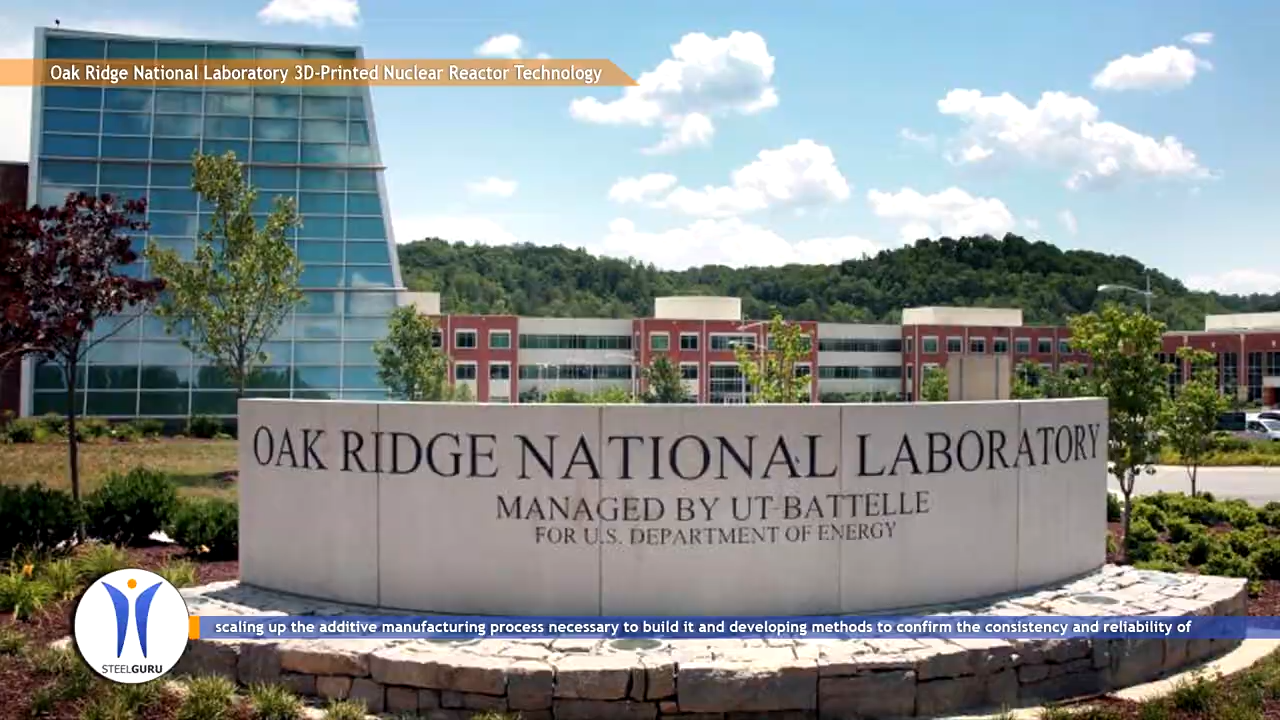 Oak Ridge National Laboratory 3D-Printed Nuclear Reactor Technology
OAK RIDGE NATIONAL LABORATORY
MANAGED BY UT-BATTELLE
FOR U.S. DEPARTMENT OF ENERGY
scaling up the additive manufacturing process necessary to build it and developing methods to confirm the consistency and reliability of
STEELGURU